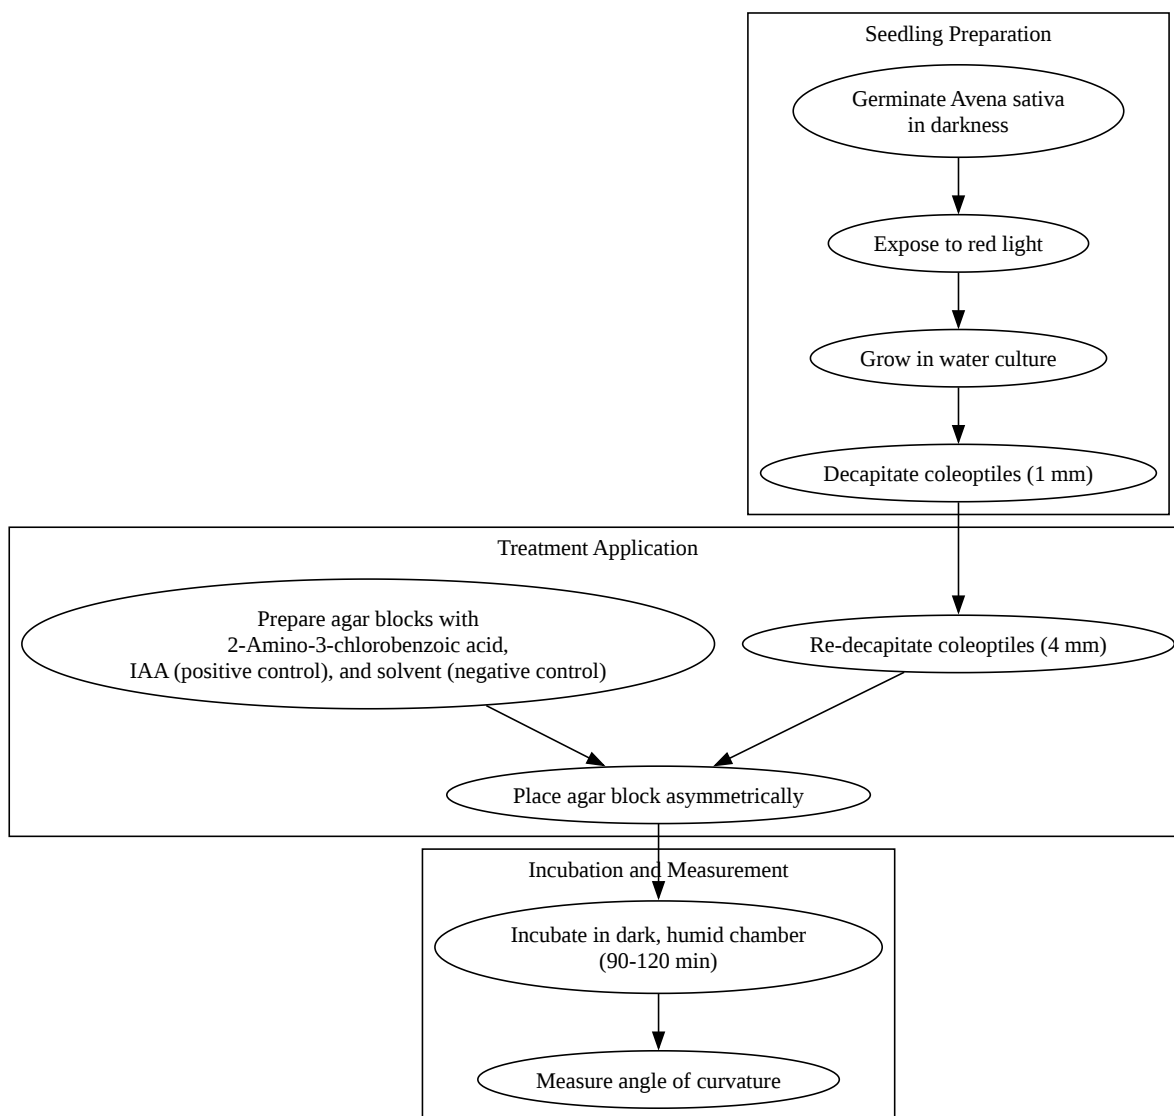 Seedling Preparation
Germinate Avena sativa
in darkness
Expose to red light
Grow in water culture
Decapitate coleoptiles (1 mm)
Treatment Application
Prepare agar blocks with
2-Amino-3-chlorobenzoic acid,
IAA (positive control), and solvent (negative control)
Re-decapitate coleoptiles (4 mm)
Place agar block asymmetrically
Incubation and Measurement
Incubate in dark, humid chamber
(90-120 min)
Measure angle of curvature